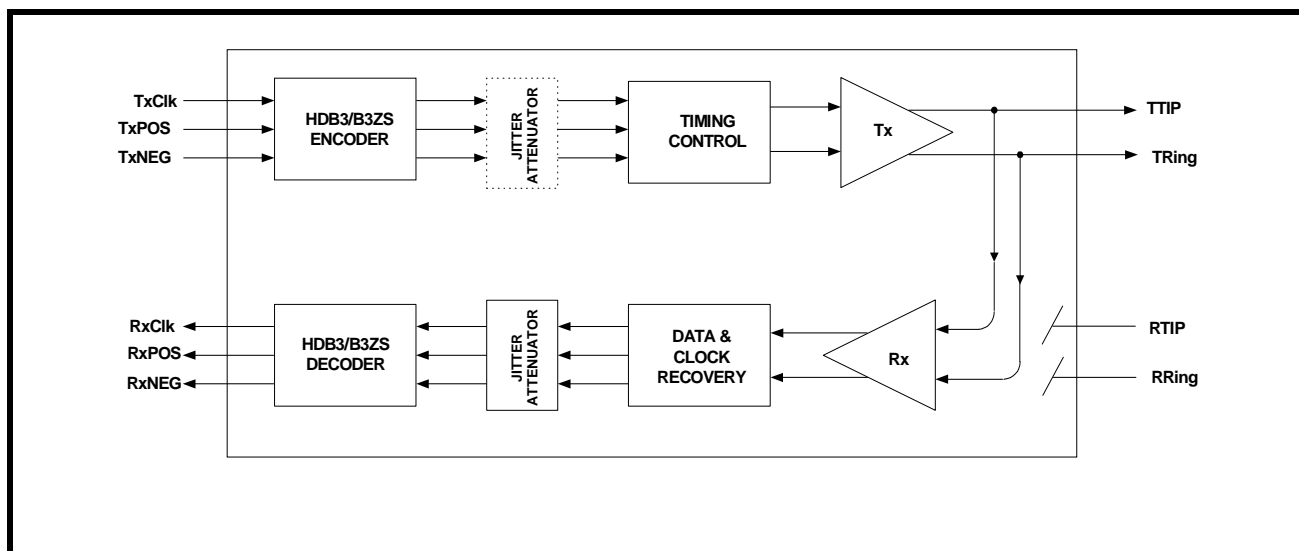 TxClk
TxPOS
TxNEG
HDB3/B3ZS
ENCODER
JITTER
ATTENUATOR
TIMING
CONTROL
Tx
TTIP
TRing
RxClk
RxPOS
RxNEG
HDB3/B3ZS
DECODER
JITTER
ATTENUATOR
DATA &
CLOCK
RECOVERY
Rx
RTIP
RRing